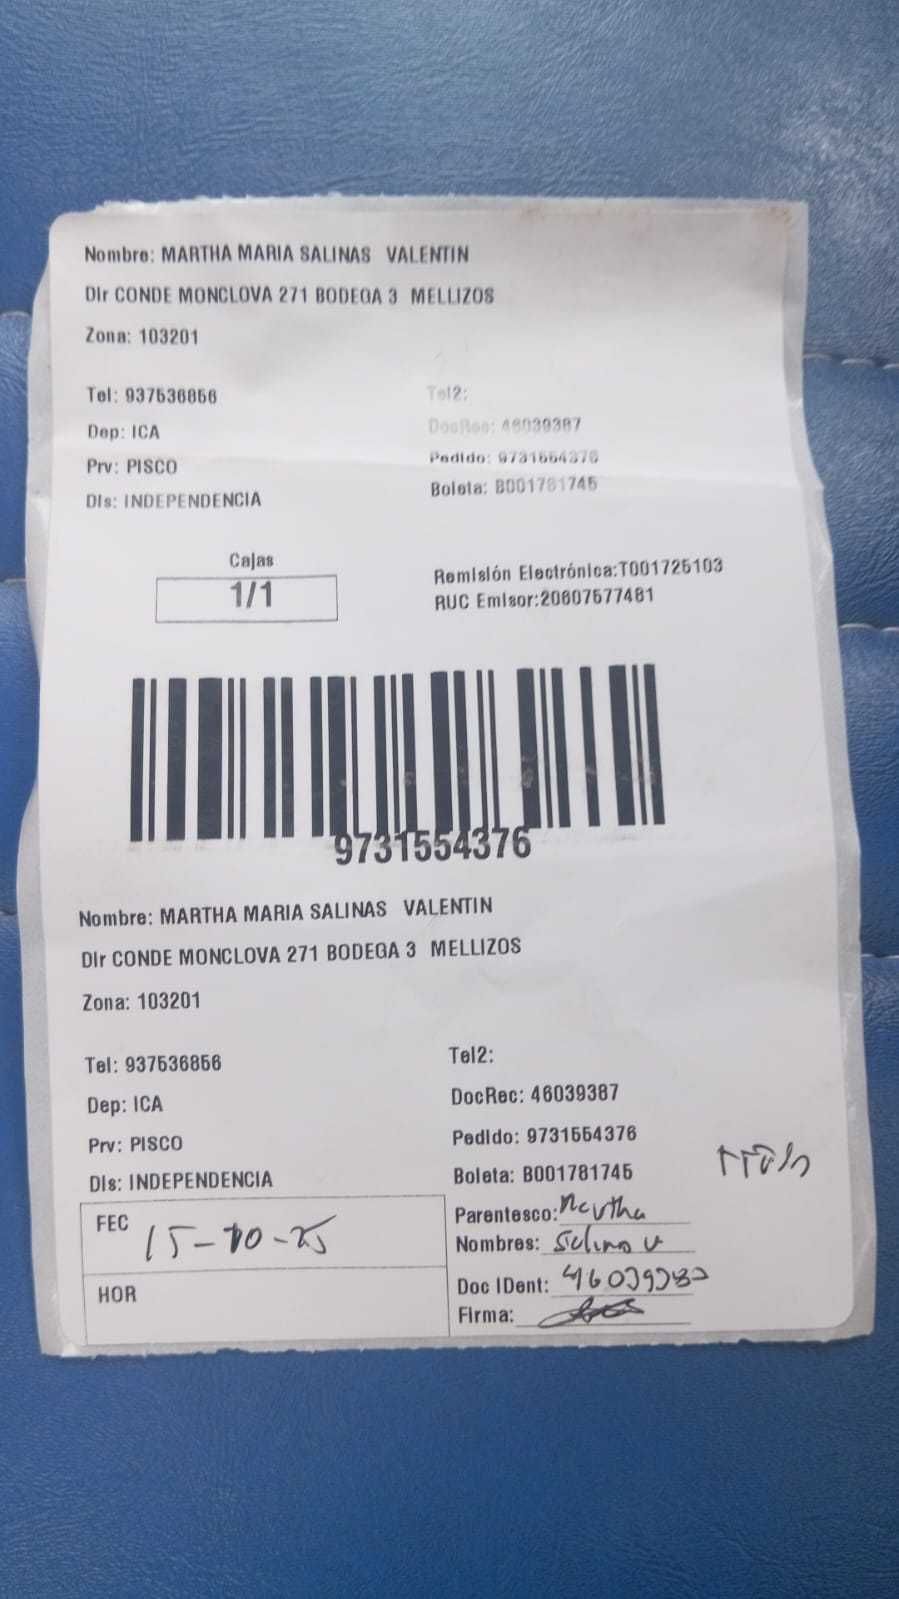 Nombre: MARTHA MARIA SALINAS VALENTIN
Dir CONDE MONCLOVA 271 BODEGA 3 MELLIZOS
Zona: 103201
Tel: 937536856 Tel2:
Dep: ICA DocRec: 46039387
Prv: PISCO Pedido: 9731554376
Dis: INDEPENDENCIA Boleta: B001781745
Cajas
1/1
Remisión Electrónica:T001725103
RUC Emisor:20607577481
9731554376
Nombre: MARTHA MARIA SALINAS VALENTIN
Dir CONDE MONCLOVA 271 BODEGA 3 MELLIZOS
Zona: 103201
Tel: 937536856 Tel2:
Dep: ICA DocRec: 46039387
Prv: PISCO Pedido: 9731554376
Dis: INDEPENDENCIA Boleta: B001781745
FEC 15-10-25
HOR
Parentesco: Martha
Nombres: Salinas V
Doc IDent:
Firma: